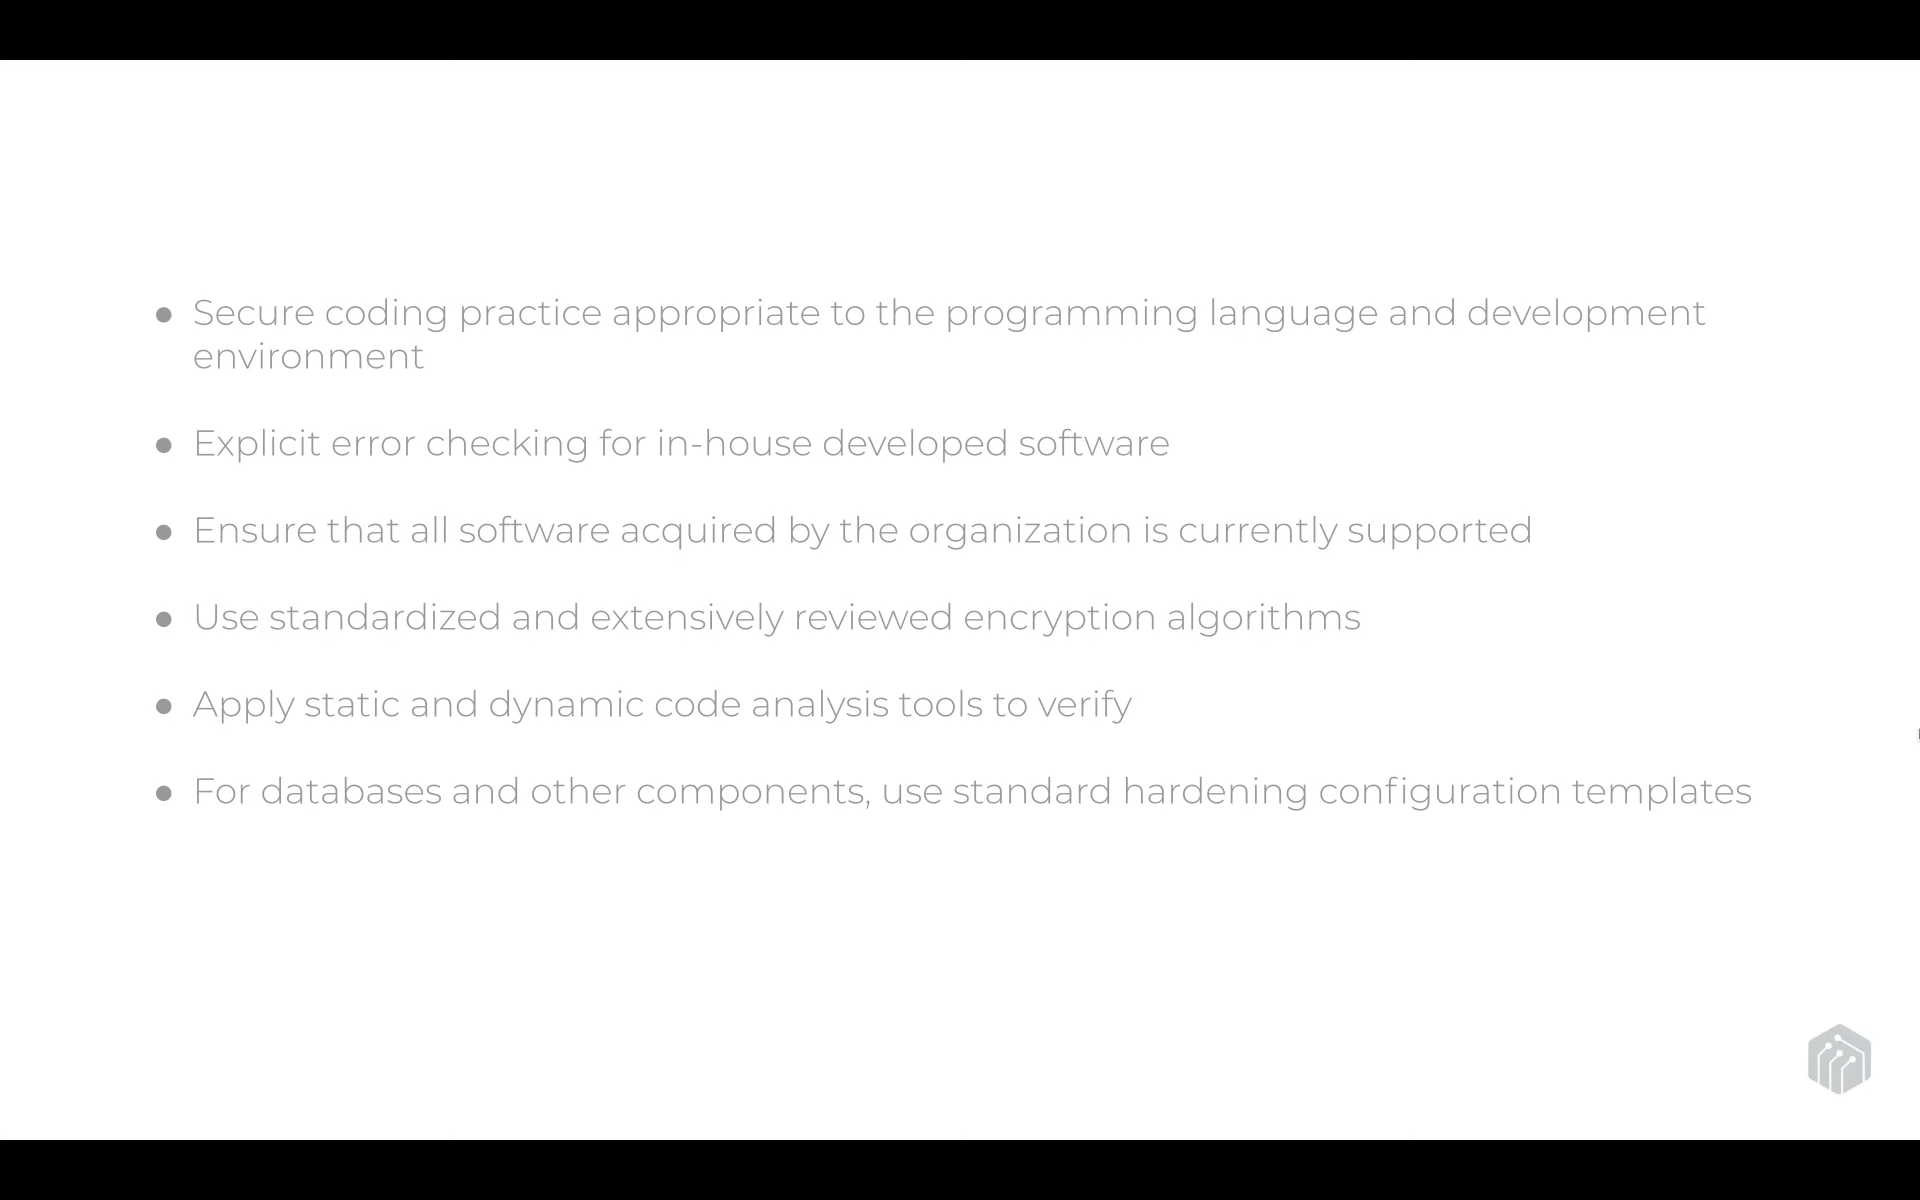 ● Secure coding practice appropriate to the programming language and development
environment
● Explicit error checking for in-house developed software
● Ensure that all software acquired by the organization is currently supported
● Use standardized and extensively reviewed encryption algorithms
● Apply static and dynamic code analysis tools to verify
● For databases and other components, use standard hardening configuration templates